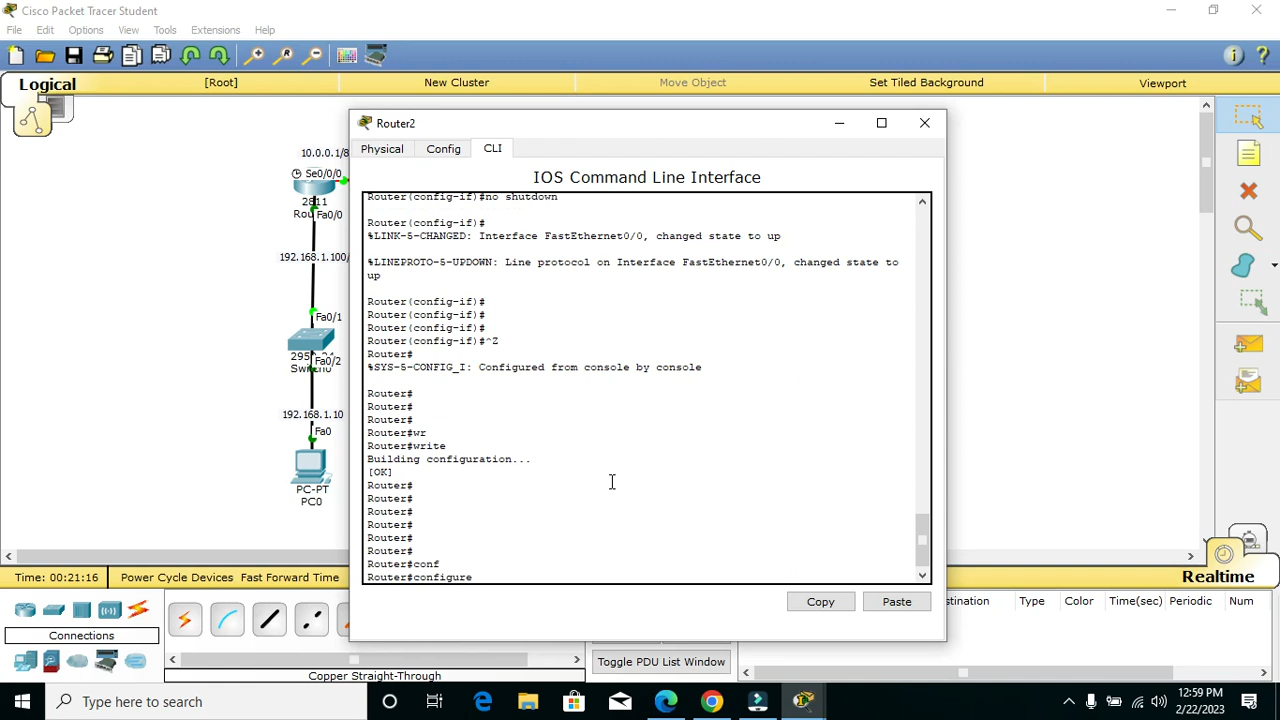 Cisco Packet Tracer Student
File Edit Options View Tools Extensions Help
Logical
[Root]
New Cluster
Move Object
Set Tiled Background
Viewport
10.0.0.1/8
Se0/0/0
2811
Rou
Fa0/0
192.168.1.100/
Fa0/1
Fa0/2
192.168.1.10
Fa0
PC-PT
PC0
Router2
Physical Config CLI
IOS Command Line Interface
Router(config-if)#no shutdown
Router(config-if)#
%LINK-5-CHANGED: Interface FastEthernet0/0, changed state to up
%LINEPROTO-5-UPDOWN: Line protocol on Interface FastEthernet0/0, changed state to
up
Router(config-if)#
Router(config-if)#
Router(config-if)#
Router(config-if)#^Z
Router#
%SYS-5-CONFIG_I: Configured from console by console
Router#
Router#
Router#
Router#wr
Router#write
Building configuration...
[OK]
Router#
Router#
Router#
Router#
Router#
Router#
Router#conf
Router#configure
Copy Paste
Time: 00:21:16 Power Cycle Devices Fast Forward Time
Realtime
Connections
Copper Straight-Through
Toggle PDU List Window
stination Type Color Time(sec) Periodic Num
Type here to search
12:59 PM
2/22/2023